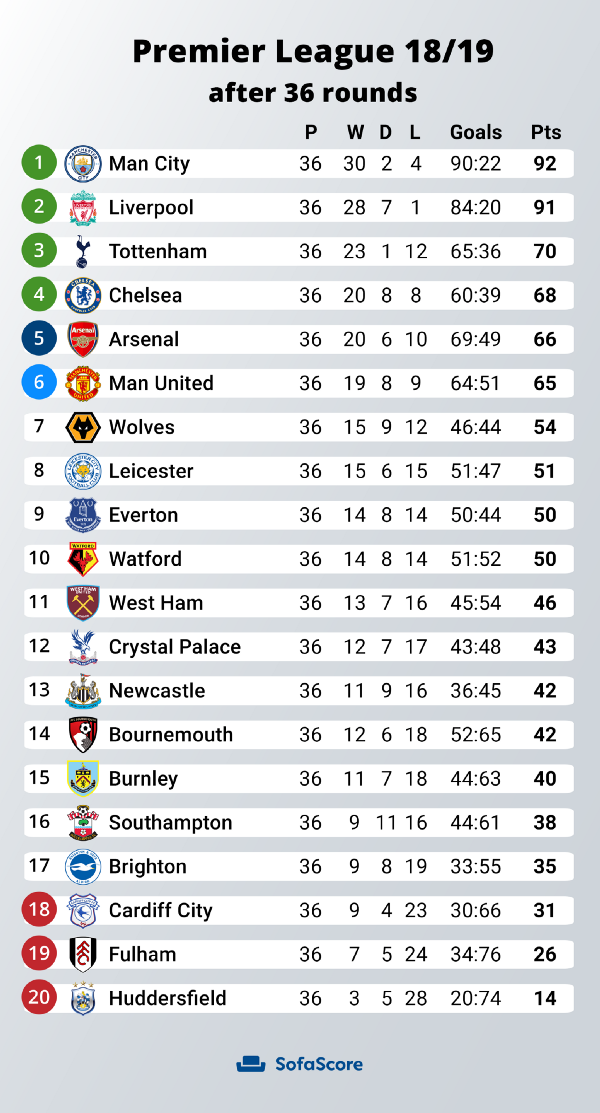 Premier League 18/19
after 36 rounds
P W D L Goals Pts
1 Man City 36 30 2 4 90:22 92
2 Liverpool 36 28 7 1 84:20 91
3 Tottenham 36 23 1 12 65:36 70
4 Chelsea 36 20 8 8 60:39 68
5 Arsenal 36 20 6 10 69:49 66
6 Man United 36 19 8 9 64:51 65
7 Wolves 36 15 9 12 46:44 54
8 Leicester 36 15 6 15 51:47 51
9 Everton 36 14 8 14 50:44 50
10 Watford 36 14 8 14 51:52 50
11 West Ham 36 13 7 16 45:54 46
12 Crystal Palace 36 12 7 17 43:48 43
13 Newcastle 36 11 9 16 36:45 42
14 Bournemouth 36 12 6 18 52:65 42
15 Burnley 36 11 7 18 44:63 40
16 Southampton 36 9 11 16 44:61 38
17 Brighton 36 9 8 19 33:55 35
18 Cardiff City 36 9 4 23 30:66 31
19 Fulham 36 7 5 24 34:76 26
20 Huddersfield 36 3 5 28 20:74 14
SofaScore